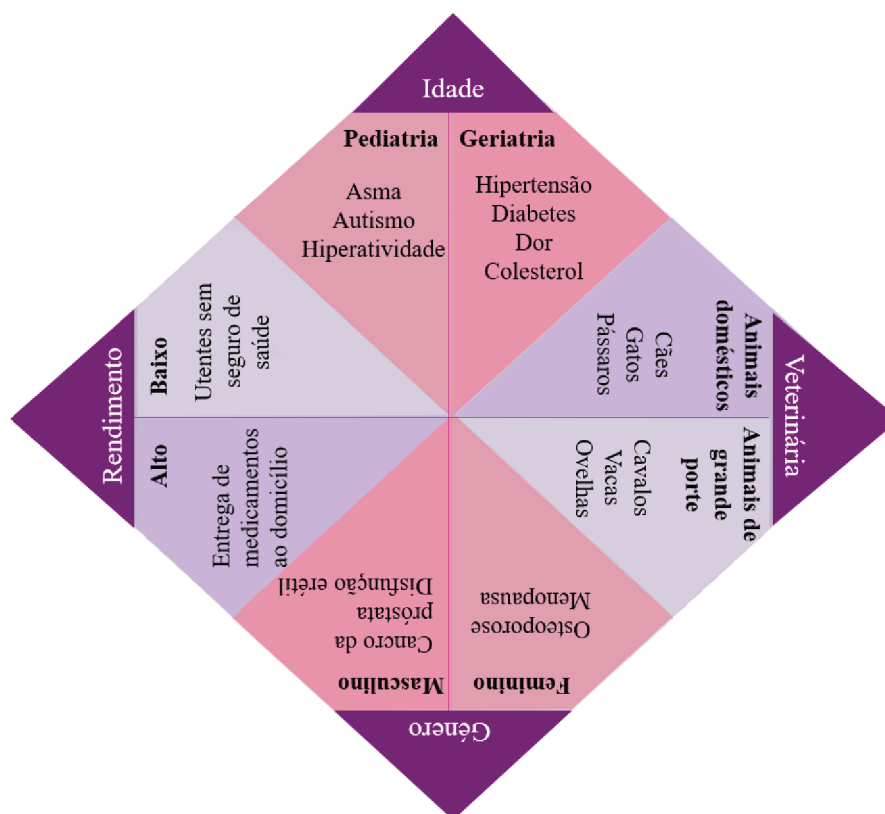 Idade
Pediatria
Asma
Autismo
Hiperatividade
Geriatria
Hipertensão
Diabetes
Dor
Colesterol
Veterinária
Animais
domésticos
Cães
Gatos
Pássaros
Animais de
grande
porte
Cavalos
Vacas
Ovelhas
Género
Feminino
Osteoporose
Menopausa
Masculino
Cancro da
próstata
Disfunção erétil
Rendimento
Alto
Entrega de
medicamentos
ao domicílio
Baixo
Utentes sem
seguro de
saúde